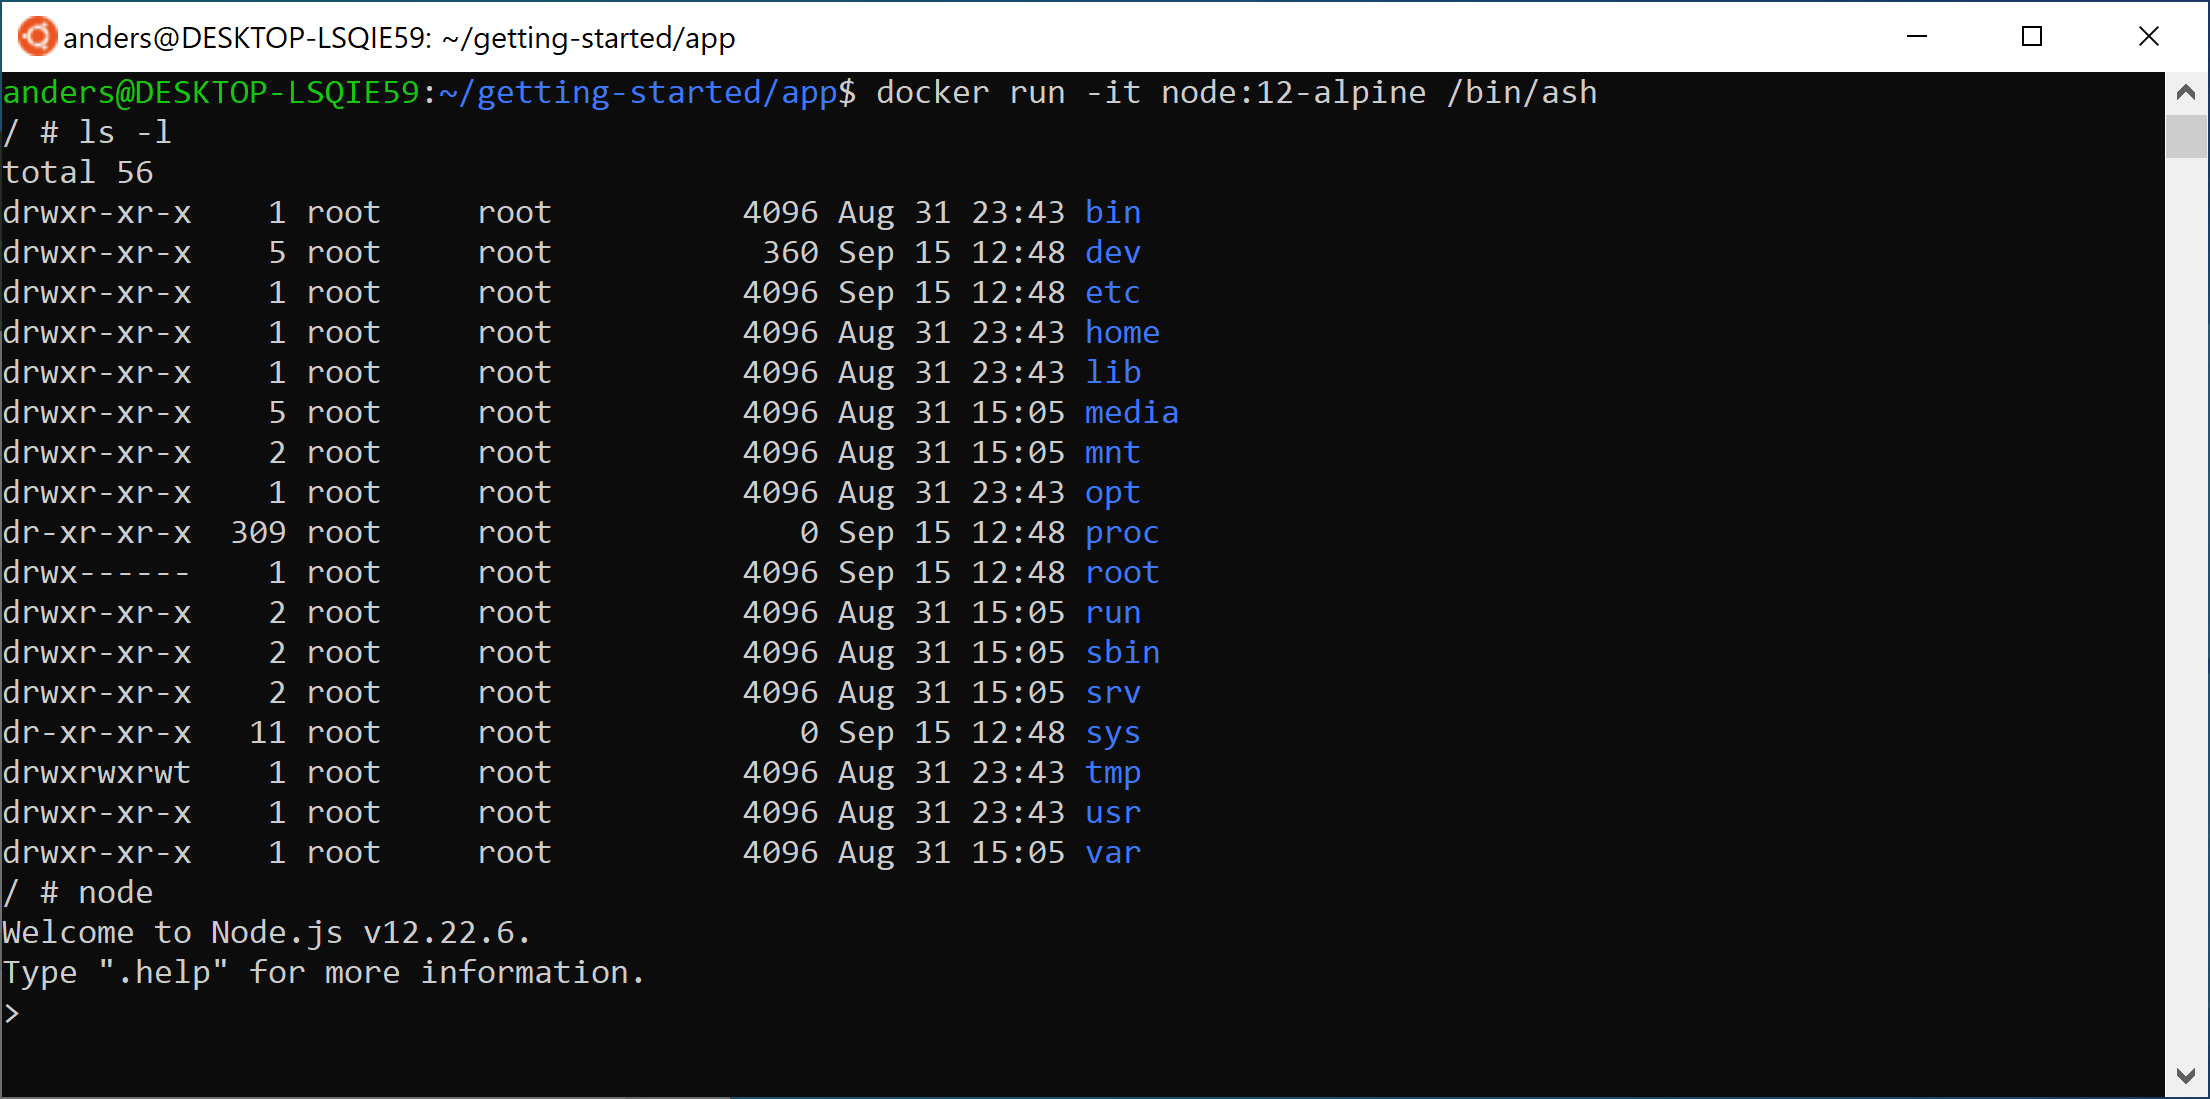 anders@DESKTOP-LSQIE59: ~/getting-started/app
anders@DESKTOP-LSQIE59:~/getting-started/app$ docker run -it node:12-alpine /bin/ash
/ # ls -l
total 56
drwxr-xr-x    1 root     root          4096 Aug 31 23:43 bin
drwxr-xr-x    5 root     root           360 Sep 15 12:48 dev
drwxr-xr-x    1 root     root          4096 Sep 15 12:48 etc
drwxr-xr-x    1 root     root          4096 Aug 31 23:43 home
drwxr-xr-x    1 root     root          4096 Aug 31 23:43 lib
drwxr-xr-x    5 root     root          4096 Aug 31 15:05 media
drwxr-xr-x    2 root     root          4096 Aug 31 15:05 mnt
drwxr-xr-x    1 root     root          4096 Aug 31 23:43 opt
dr-xr-xr-x  309 root     root             0 Sep 15 12:48 proc
drwx------    1 root     root          4096 Sep 15 12:48 root
drwxr-xr-x    2 root     root          4096 Aug 31 15:05 run
drwxr-xr-x    2 root     root          4096 Aug 31 15:05 sbin
drwxr-xr-x    2 root     root          4096 Aug 31 15:05 srv
dr-xr-xr-x   11 root     root             0 Sep 15 12:48 sys
drwxrwxrwt    1 root     root          4096 Aug 31 23:43 tmp
drwxr-xr-x    1 root     root          4096 Aug 31 23:43 usr
drwxr-xr-x    1 root     root          4096 Aug 31 15:05 var
/ # node
Welcome to Node.js v12.22.6.
Type ".help" for more information.
>